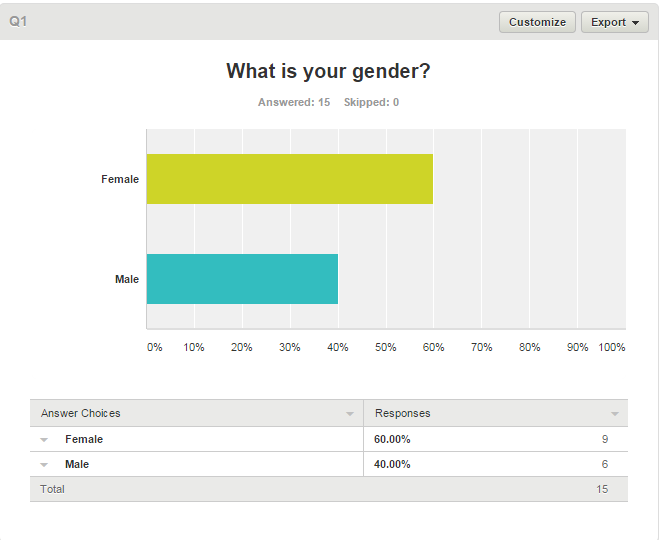 Q1 Customize Export
What is your gender?
Answered: 15 Skipped: 0
Female
Male
0% 10% 20% 30% 40% 50% 60% 70% 80% 90% 100%
Answer Choices Responses
Female 60.00% 9
Male 40.00% 6
Total 15